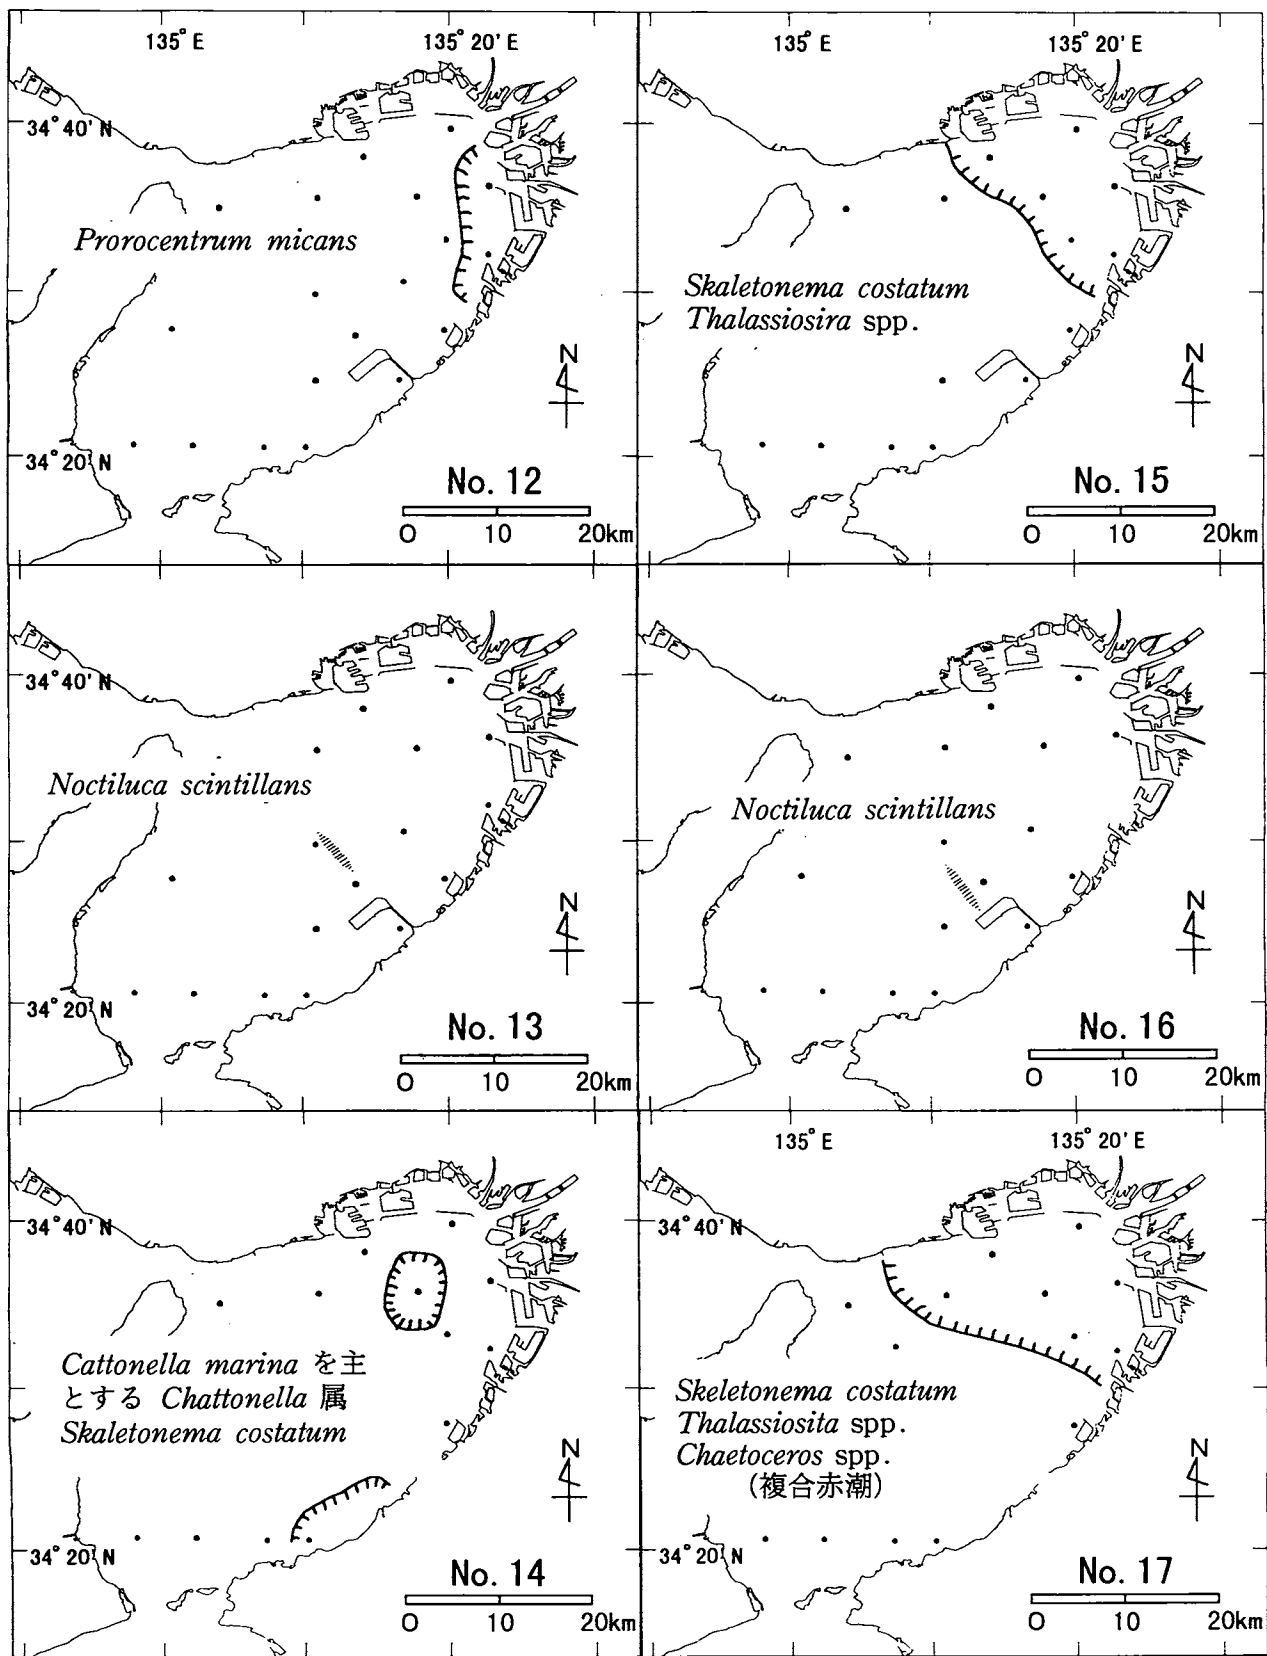 135°E 135°20'E
34°40'N
Prorocentrum micans
N
34°20'N
No. 12
0 10 20km
135°E 135°20'E
Skaletonema costatum
Thalassiosira spp.
N
No. 15
0 10 20km
34°40'N
Noctiluca scintillans
N
34°20'N
No. 13
0 10 20km
Noctiluca scintillans
N
No. 16
0 10 20km
34°40'N
Cattonella marina を主
とする Chattonella 属
Skaletonema costatum
N
34°20'N
No. 14
0 10 20km
135°E 135°20'E
Skeletonema costatum
Thalassiosita spp.
Chaetoceros spp.
(複合赤潮)
N
No. 17
0 10 20km